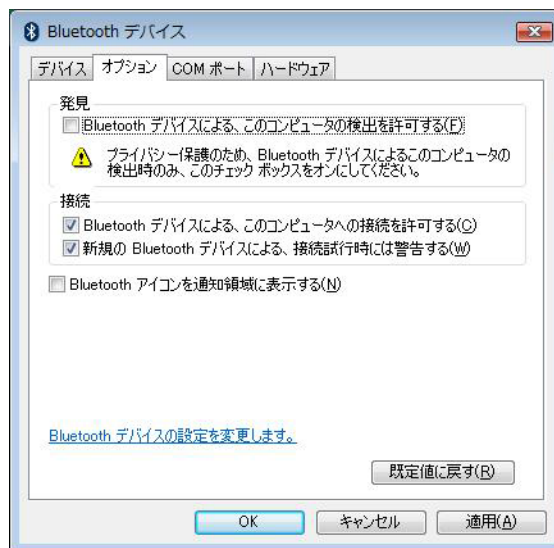 Bluetooth デバイス
デバイス オプション COM ポート ハードウェア
発見
Bluetooth デバイスによる、このコンピュータの検出を許可する(F)
プライバシー保護のため、Bluetooth デバイスによるこのコンピュータの
検出時のみ、このチェック ボックスをオンにしてください。
接続
Bluetooth デバイスによる、このコンピュータへの接続を許可する(C)
新規の Bluetooth デバイスによる、接続試行時には警告する(W)
Bluetooth アイコンを通知領域に表示する(N)
Bluetooth デバイスの設定を変更します。
既定値に戻す(R)
OK キャンセル 適用(A)